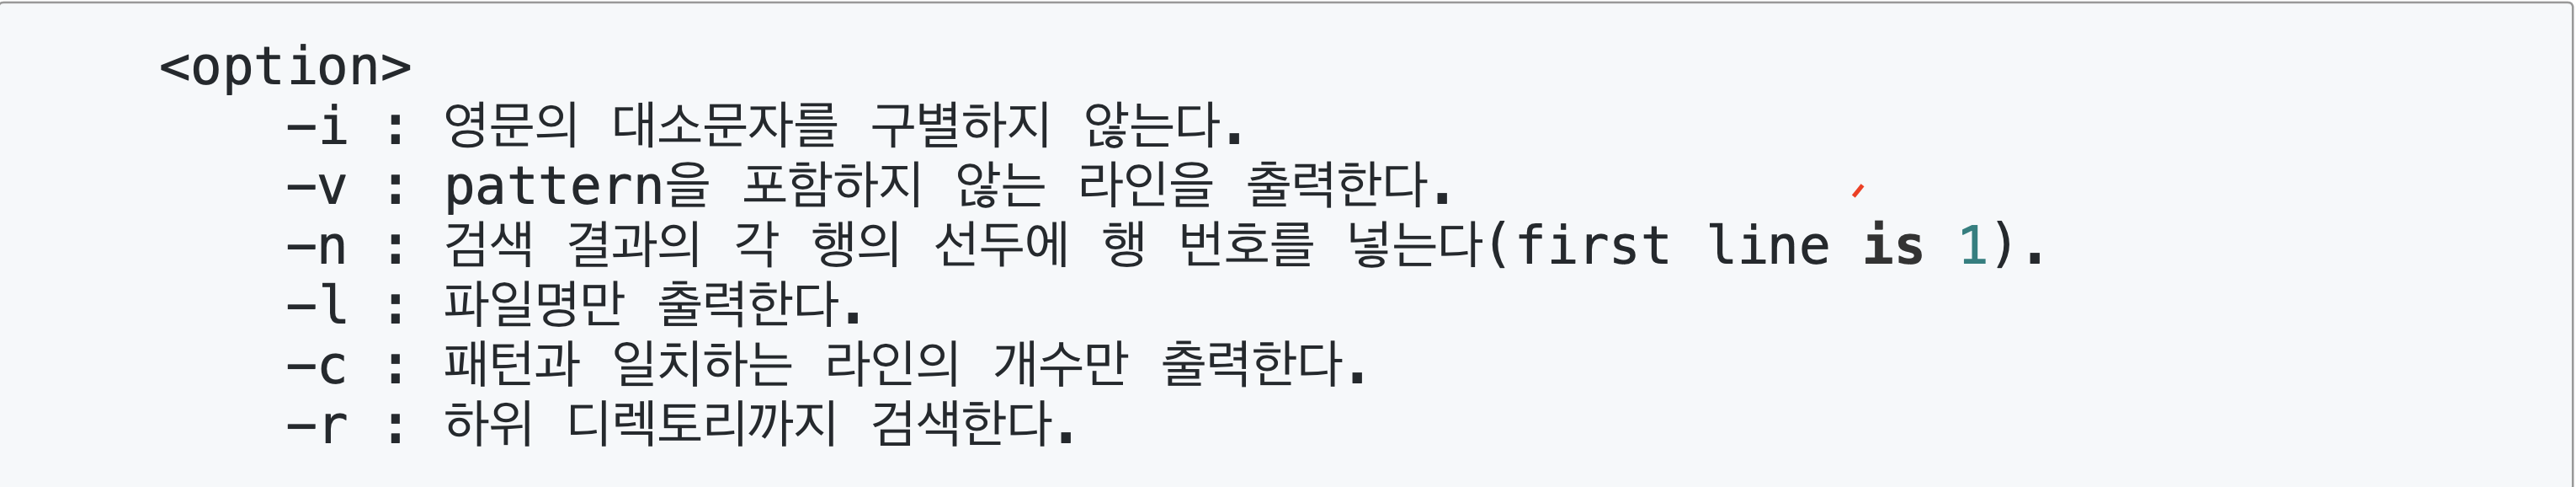 <option>
-i : 영문의 대소문자를 구별하지 않는다.
-v : pattern을 포함하지 않는 라인을 출력한다.
-n : 검색 결과의 각 행의 선두에 행 번호를 넣는다(first line is 1).
-l : 파일명만 출력한다.
-c : 패턴과 일치하는 라인의 개수만 출력한다.
-r : 하위 디렉토리까지 검색한다.